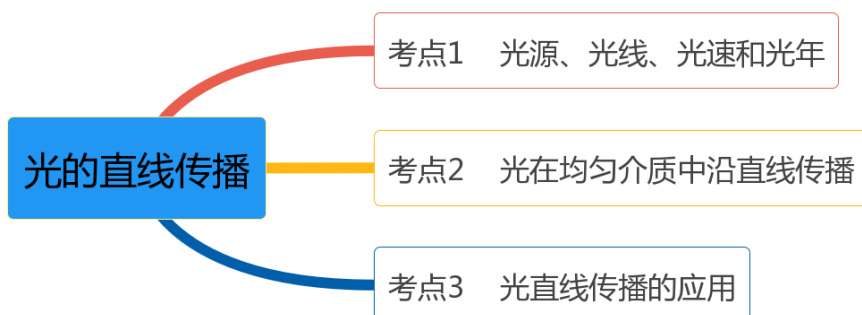 光的直线传播
考点1 光源、光线、光速和光年
考点2 光在均匀介质中沿直线传播
考点3 光直线传播的应用